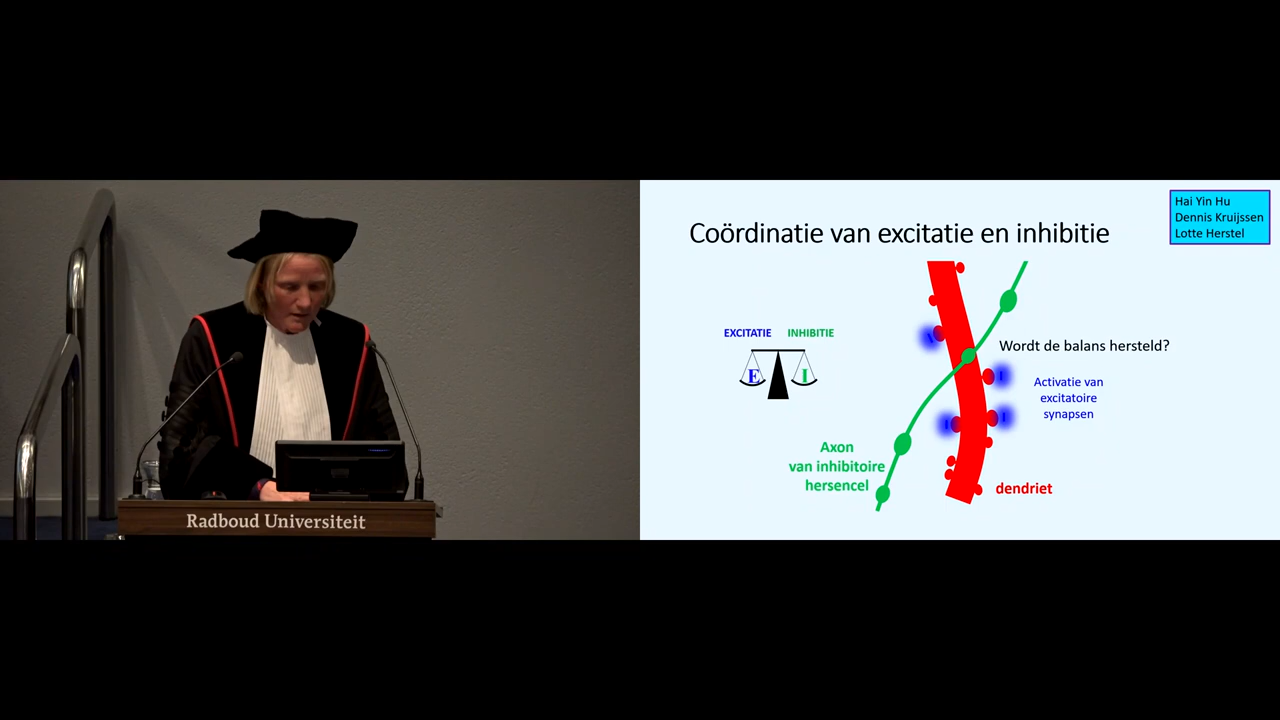 Radboud Universiteit
Hai Yin Hu
Dennis Kruijssen
Lotte Herstel
Coördinatie van excitatie en inhibitie
EXCITATIE INHIBITIE
E I
Wordt de balans hersteld?
Activatie van
excitatoire
synapsen
Axon
van inhibitoire
hersencel
dendriet